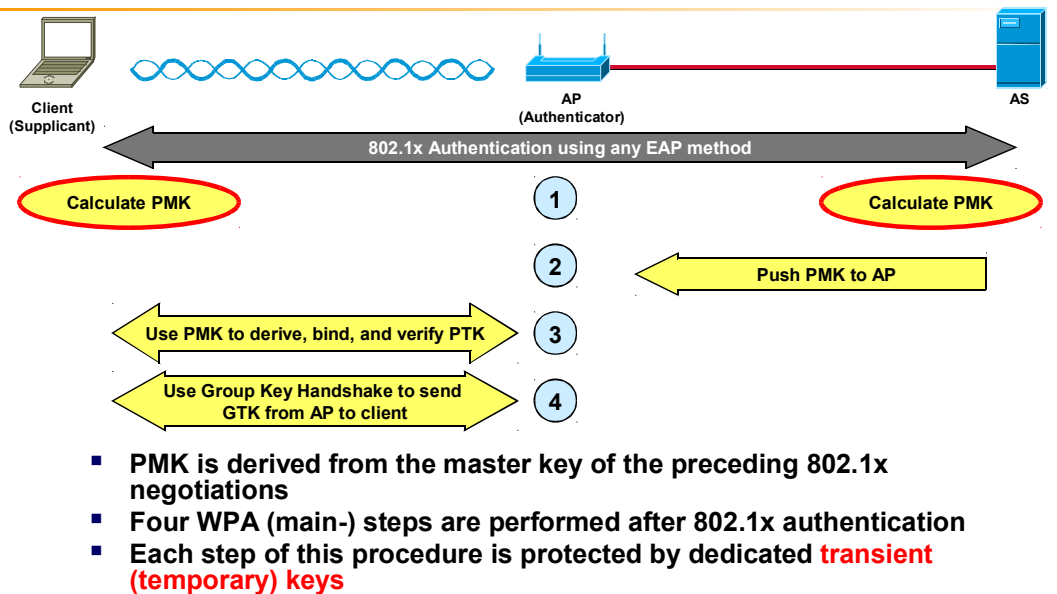 Client
(Supplicant)
AP
(Authenticator)
AS
802.1x Authentication using any EAP method
Calculate PMK
1
Calculate PMK
2
Push PMK to AP
Use PMK to derive, bind, and verify PTK
3
Use Group Key Handshake to send
GTK from AP to client
4
PMK is derived from the master key of the preceding 802.1x
negotiations
Four WPA (main-) steps are performed after 802.1x authentication
Each step of this procedure is protected by dedicated transient
(temporary) keys